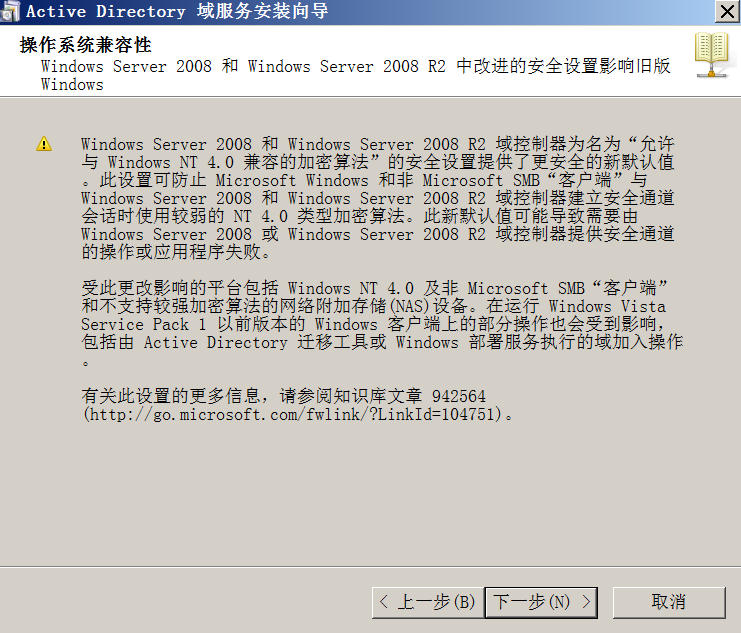 Active Directory 域服务安装向导
操作系统兼容性
Windows Server 2008 和 Windows Server 2008 R2 中改进的安全设置影响旧版
Windows
Windows Server 2008 和 Windows Server 2008 R2 域控制器为名为“允许
与 Windows NT 4.0 兼容的加密算法”的安全设置提供了更安全的新默认值
。此设置可防止 Microsoft Windows 和非 Microsoft SMB“客户端”与
Windows Server 2008 和 Windows Server 2008 R2 域控制器建立安全通道
会话时使用较弱的 NT 4.0 类型加密算法。此新默认值可能导致需要由
Windows Server 2008 或 Windows Server 2008 R2 域控制器提供安全通道
的操作或应用程序失败。
受此更改影响的平台包括 Windows NT 4.0 及非 Microsoft SMB“客户端”
和不支持较强加密算法的网络附加存储(NAS)设备。在运行 Windows Vista
Service Pack 1 以前版本的 Windows 客户端上的部分操作也会受到影响，
包括由 Active Directory 迁移工具或 Windows 部署服务执行的域加入操作
。
有关此设置的更多信息，请参阅知识库文章 942564
(http://go.microsoft.com/fwlink/?LinkId=104751)。
< 上一步(B) 下一步(N) > 取消